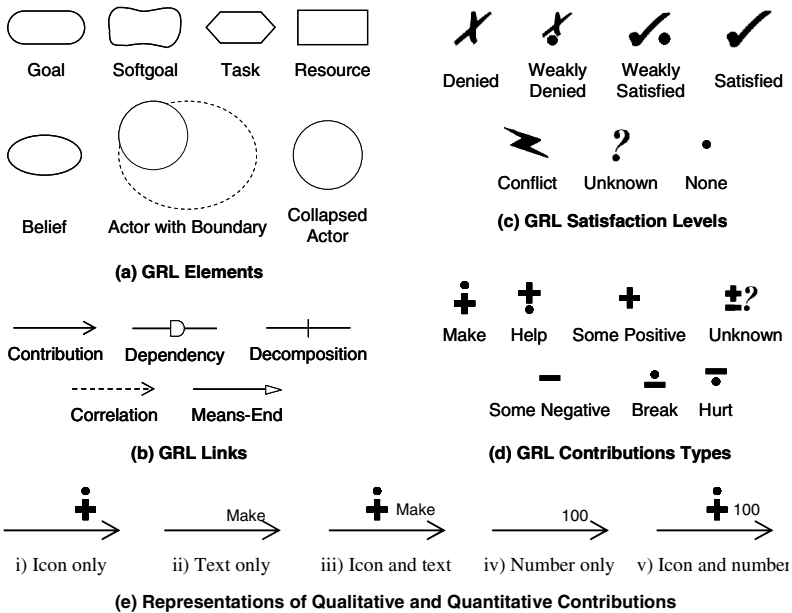 Goal Softgoal Task Resource
Belief Actor with Boundary Collapsed
Actor
(a) GRL Elements
Contribution Dependency Decomposition
Correlation Means-End
(b) GRL Links
Denied Weakly
Denied Weakly
Satisfied Satisfied
Conflict Unknown None
(c) GRL Satisfaction Levels
Make Help Some Positive Unknown
Some Negative Break Hurt
(d) GRL Contributions Types
Make Make 100 100
i) Icon only ii) Text only iii) Icon and text iv) Number only v) Icon and number
(e) Representations of Qualitative and Quantitative Contributions